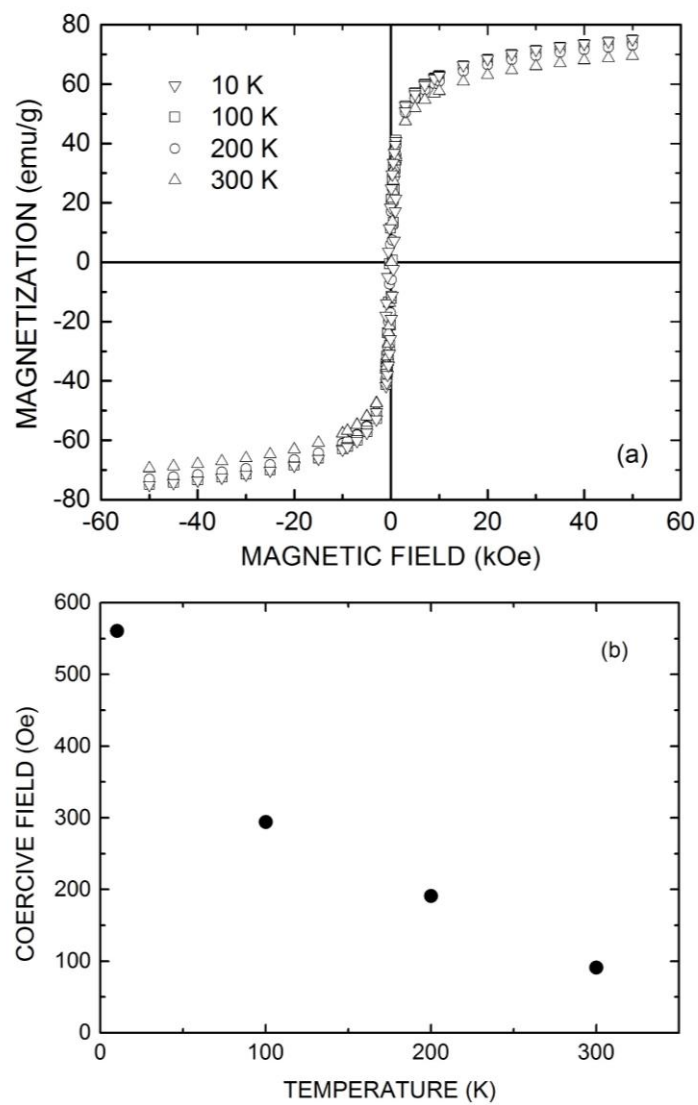 80
60
40
20
0
-20
-40
-60
-80
MAGNETIZATION (emu/g)
10 K
100 K
200 K
300 K
(a)
-60 -40 -20 0 20 40 60
MAGNETIC FIELD (kOe)
600
500
400
300
200
100
0
COERCIVE FIELD (Oe)
(b)
0 100 200 300
TEMPERATURE (K)